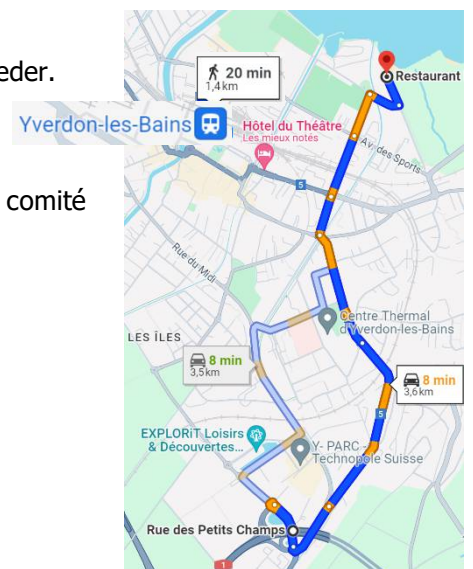 eder.
20 min
1,4 km
Restaurant
Yverdon-les-Bains
Hôtel du Théâtre
Les mieux notés
Av. des Sports
5
comité
Rue du Midi
Centre Thermal
d'Yverdon-les-Bains
LES ÎLES
8 min
3,5 km
8 min
3,6 km
5
EXPLORiT Loisirs
& Découvertes...
Y- PARC -
Technopole Suisse
Rue des Petits Champs
1